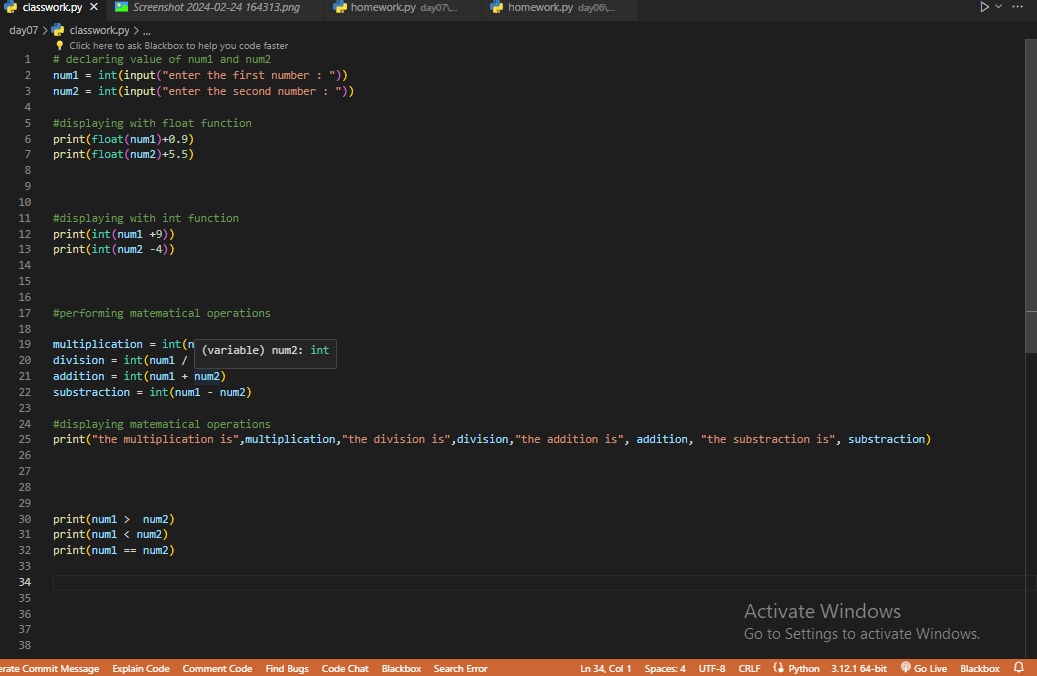 classwork.py × Screenshot 2024-02-24 164313.png homework.py day07\... homework.py day06\...
day07 > classwork.py > ...
Click here to ask Blackbox to help you code faster
1 # declaring value of num1 and num2
2 num1 = int(input("enter the first number : "))
3 num2 = int(input("enter the second number : "))
4
5 #displaying with float function
6 print(float(num1)+0.9)
7 print(float(num2)+5.5)
8
9
10
11 #displaying with int function
12 print(int(num1 +9))
13 print(int(num2 -4))
14
15
16
17 #performing matematical operations
18
19 multiplication = int(n
(variable) num2: int
20 division = int(num1 /
21 addition = int(num1 + num2)
22 substraction = int(num1 - num2)
23
24 #displaying matematical operations
25 print("the multiplication is",multiplication,"the division is",division,"the addition is", addition, "the substraction is", substraction)
26
27
28
29
30 print(num1 >  num2)
31 print(num1 < num2)
32 print(num1 == num2)
33
34
35
36
37
38
Activate Windows
Go to Settings to activate Windows.
erate Commit Message Explain Code Comment Code Find Bugs Code Chat Blackbox Search Error Ln 34, Col 1 Spaces: 4 UTF-8 CRLF Python 3.12.1 64-bit Go Live Blackbox